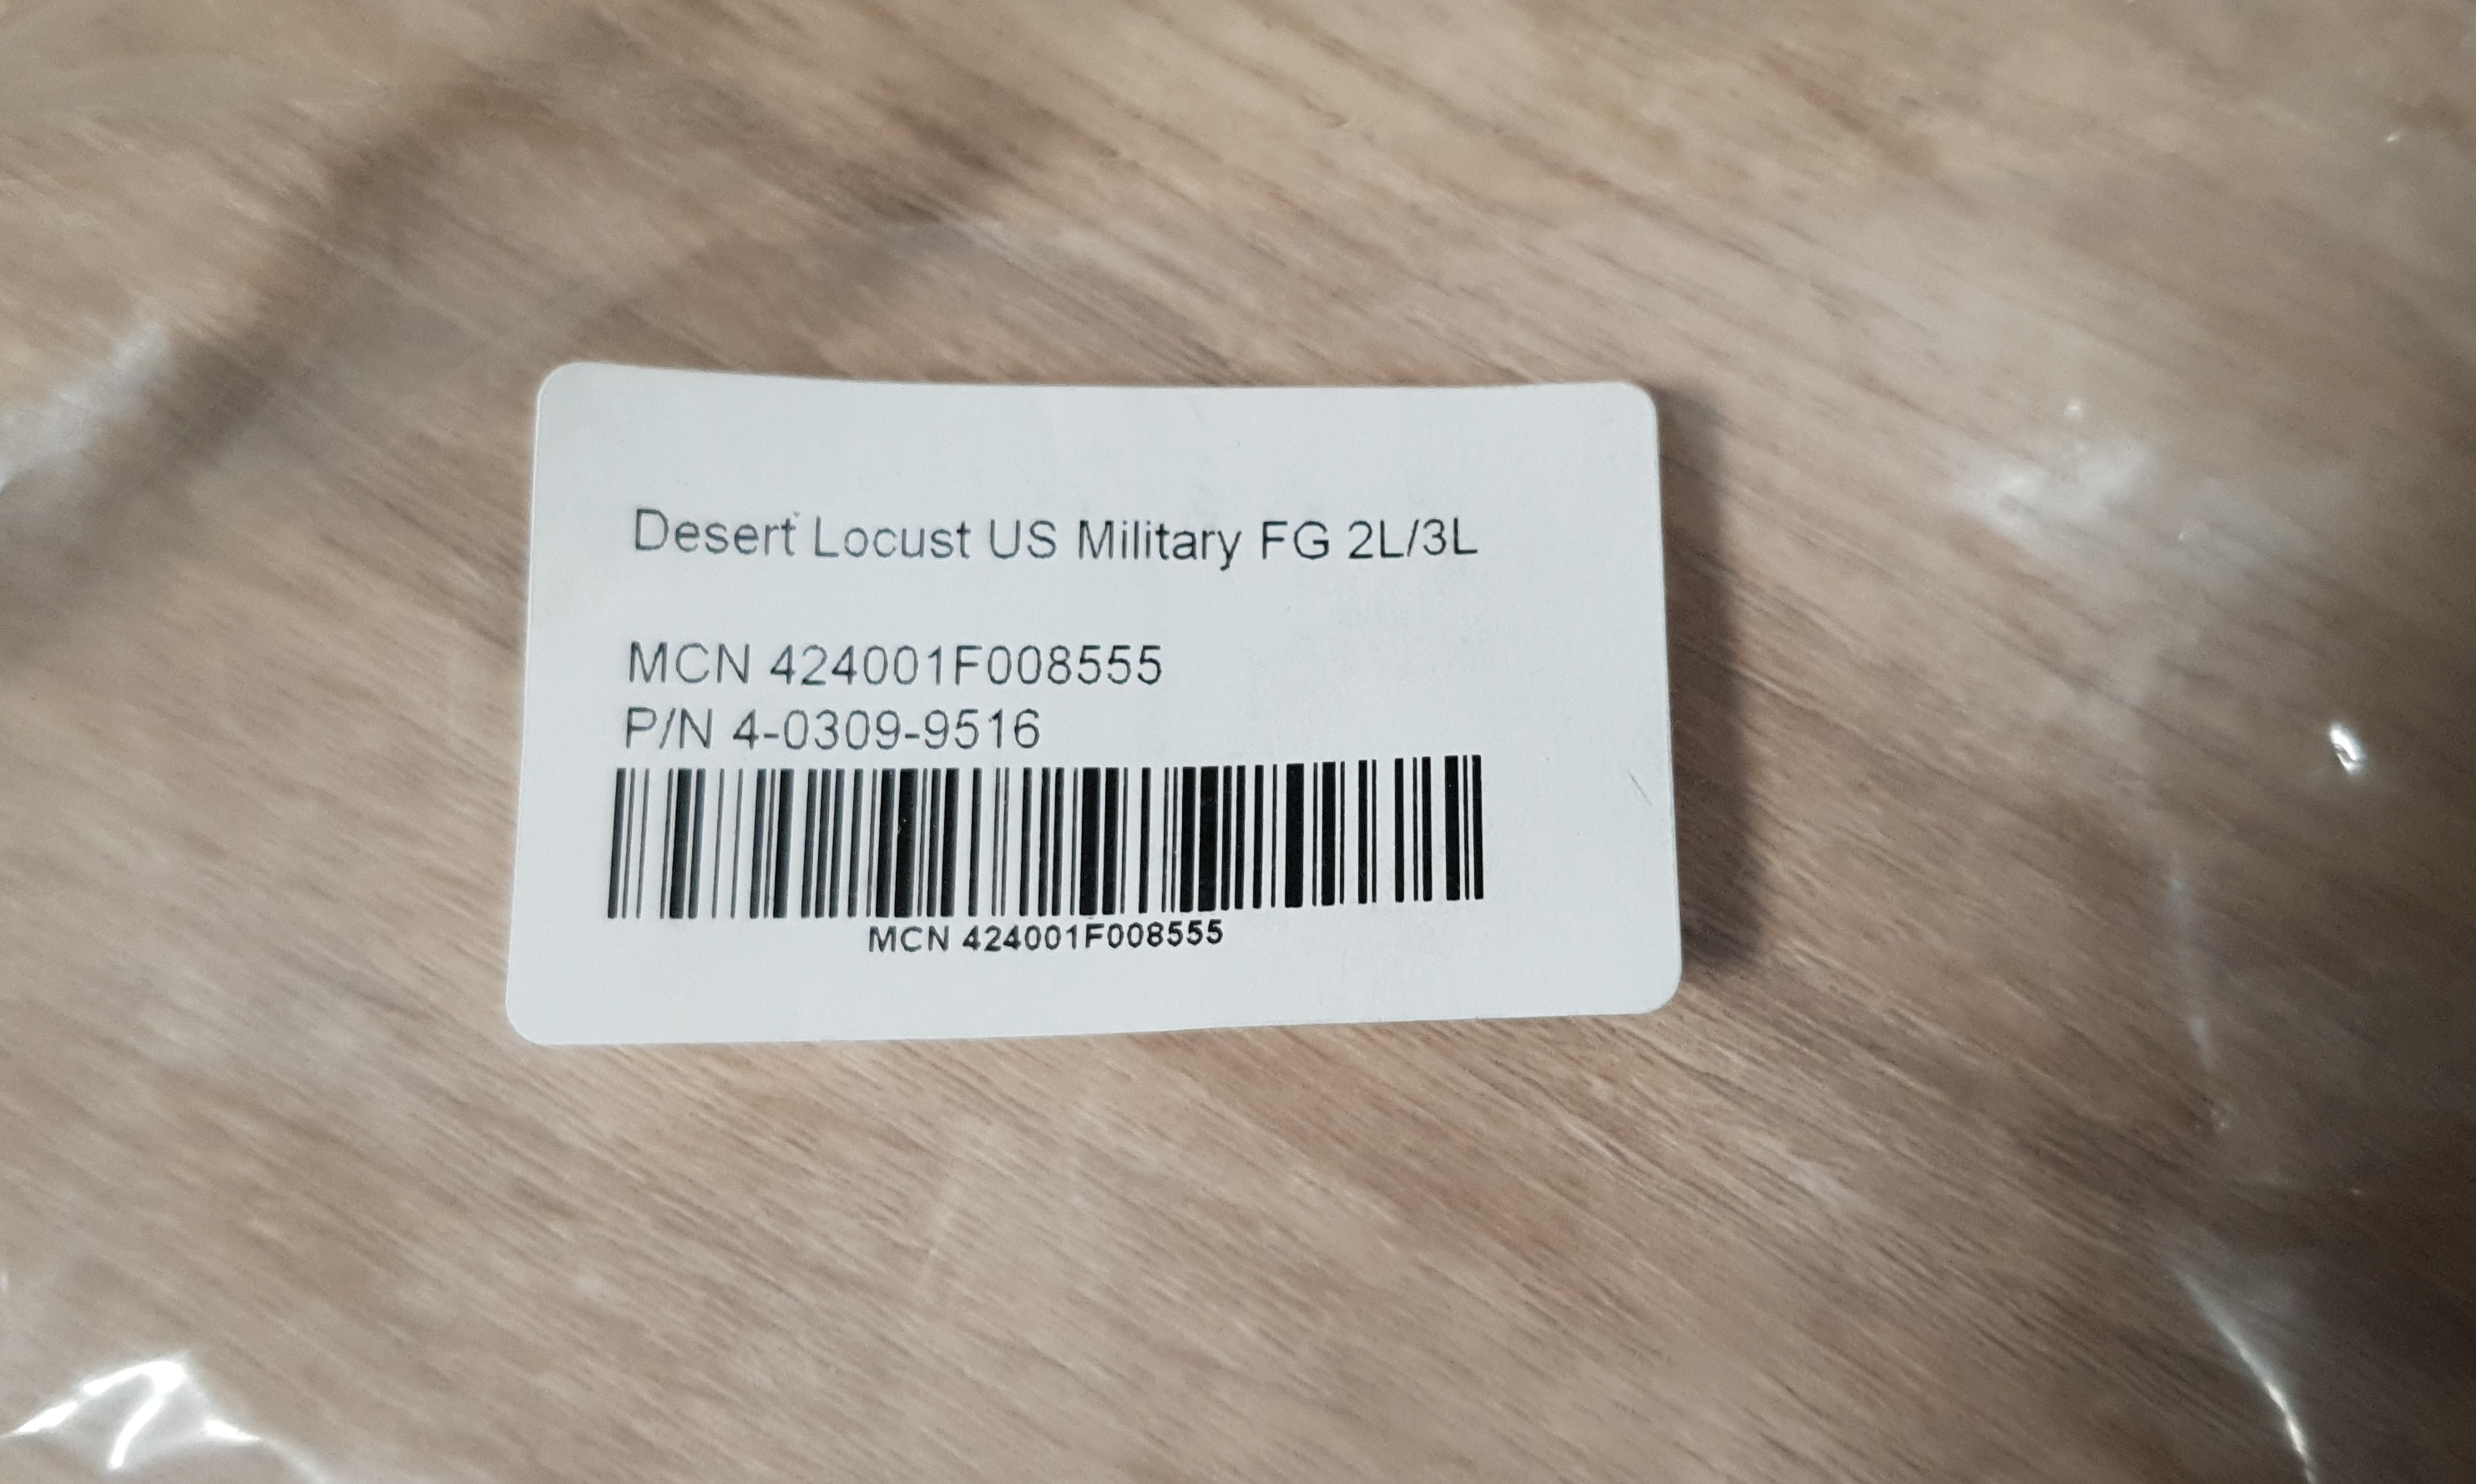 Desert Locust US Military FG 2L/3L
MCN 424001F008555
P/N 4-0309-9516
MCN 424001F008555